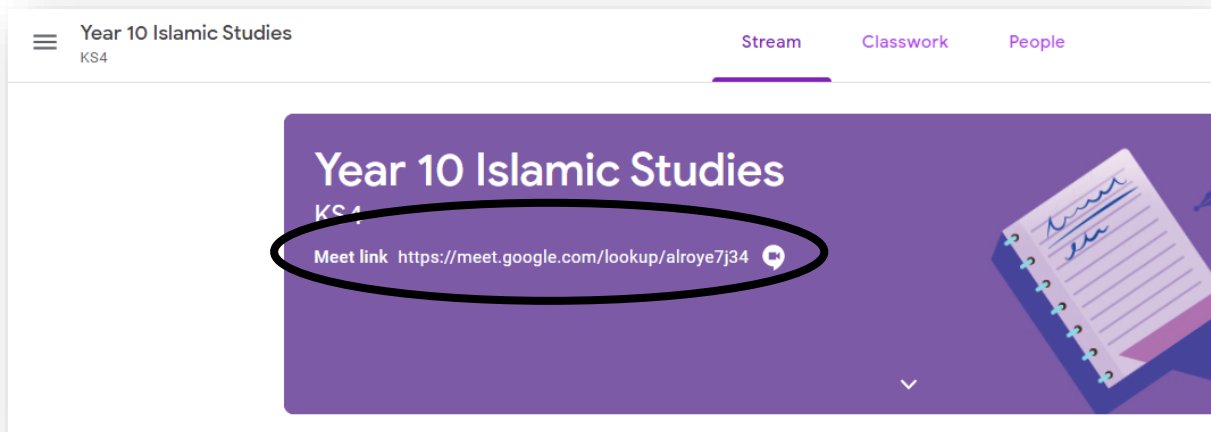 Year 10 Islamic Studies
KS4
Stream Classwork People
Year 10 Islamic Studies
KS4
Meet link https://meet.google.com/lookup/alroye7j34